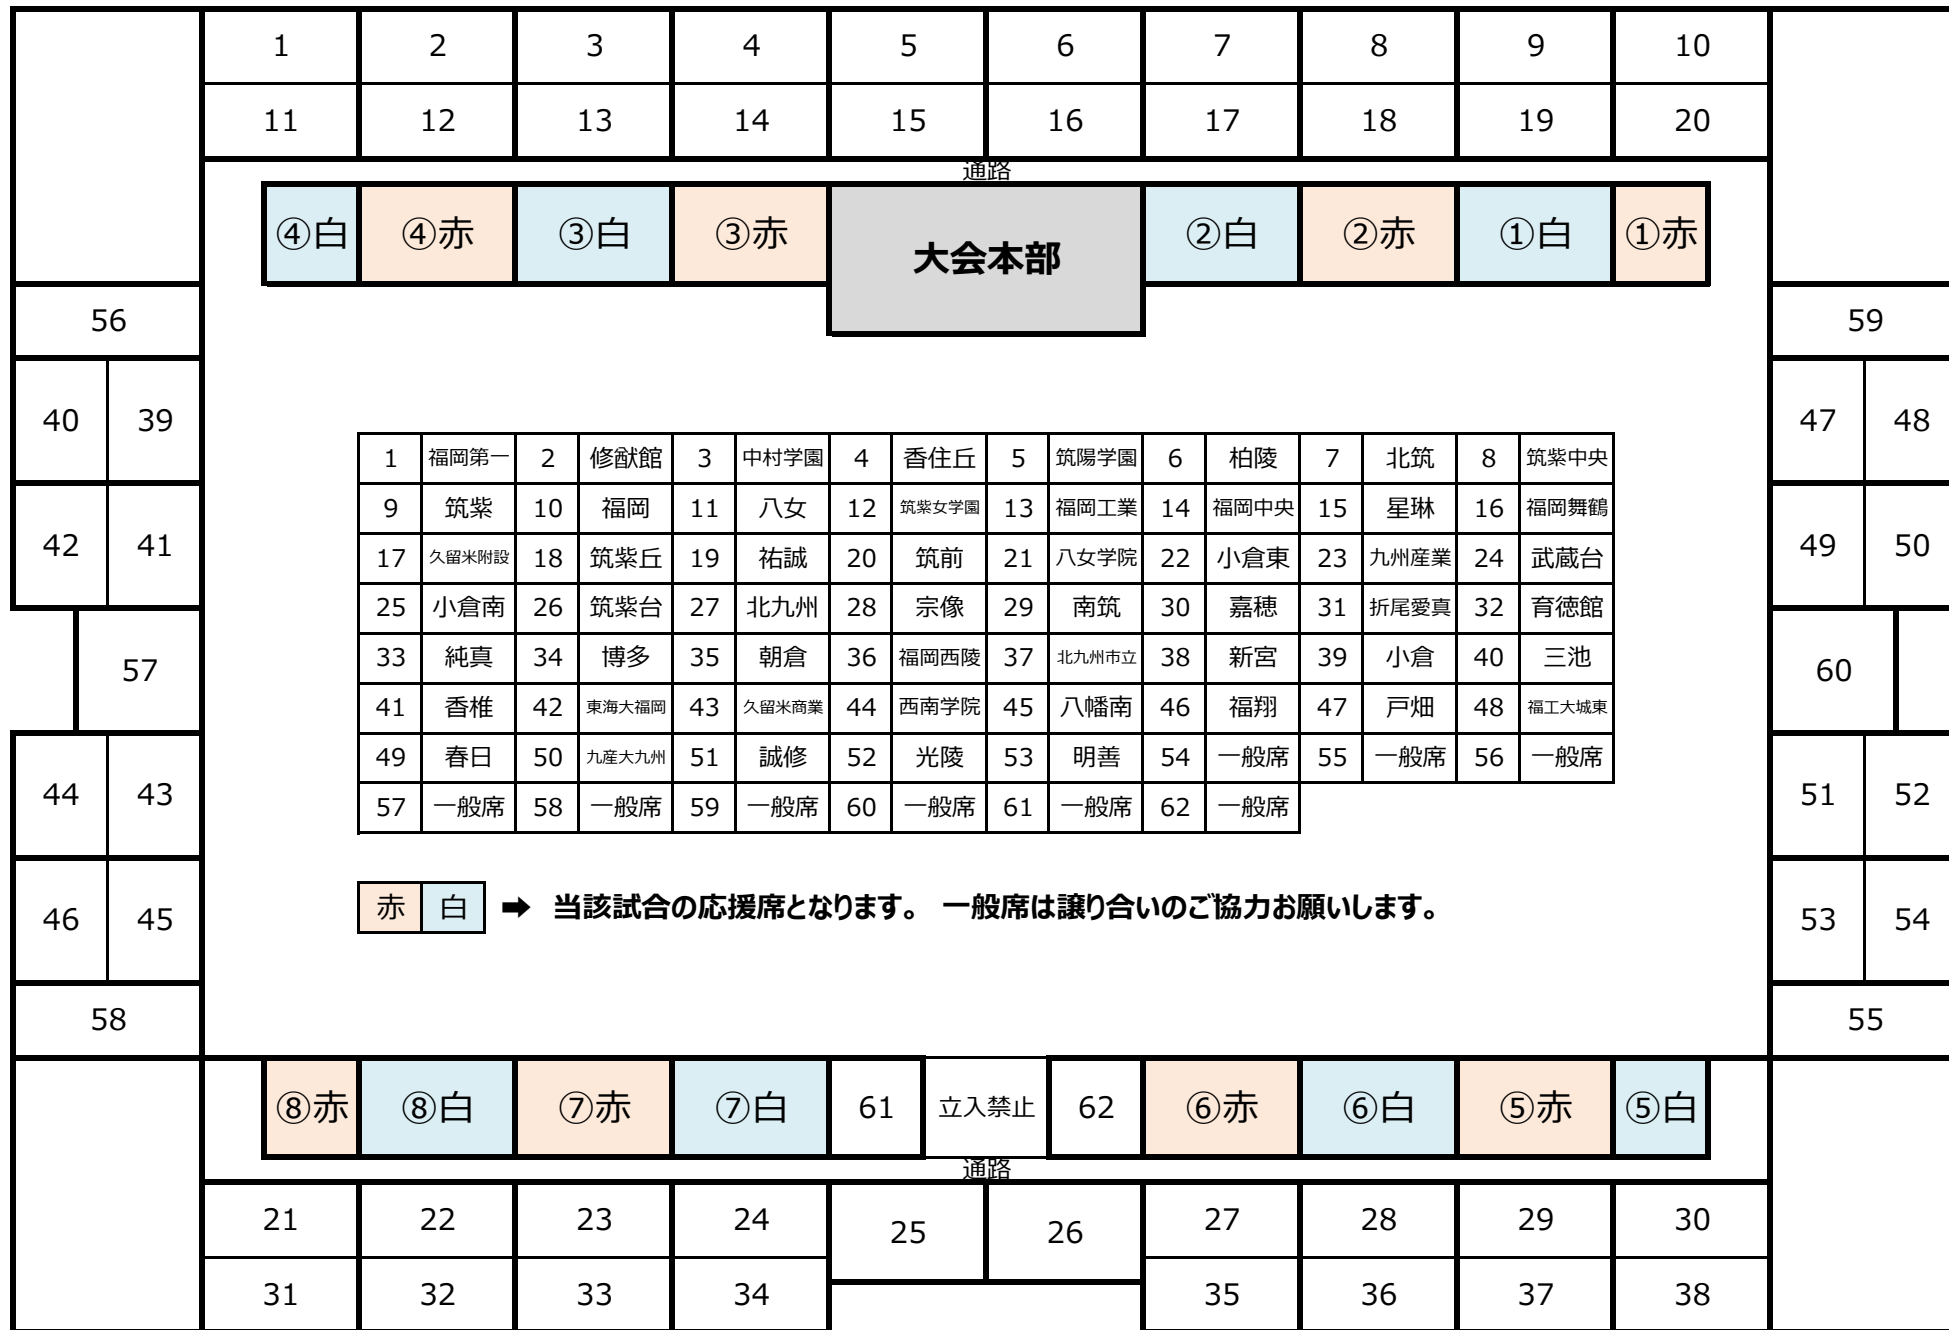 1 2 3 4 5 6 7 8 9 10
11 12 13 14 15 16 17 18 19 20
通路
④白 ④赤 ③白 ③赤 大会本部 ②白 ②赤 ①白 ①赤
56 59
40 39 47 48
1 福岡第一 2 修猷館 3 中村学園 4 香住丘 5 筑陽学園 6 柏陵 7 北筑 8 筑紫中央
9 筑紫 10 福岡 11 八女 12 筑紫女学園 13 福岡工業 14 福岡中央 15 星琳 16 福岡舞鶴
42 41 49 50
17 久留米附設 18 筑紫丘 19 祐誠 20 筑前 21 八女学院 22 小倉東 23 九州産業 24 武蔵台
25 小倉南 26 筑紫台 27 北九州 28 宗像 29 南筑 30 嘉穂 31 折尾愛真 32 育徳館
57 60
33 純真 34 博多 35 朝倉 36 福岡西陵 37 北九州市立 38 新宮 39 小倉 40 三池
41 香椎 42 東海大福岡 43 久留米商業 44 西南学院 45 八幡南 46 福翔 47 戸畑 48 福工大城東
49 春日 50 九産大九州 51 誠修 52 光陵 53 明善 54 一般席 55 一般席 56 一般席
44 43 51 52
57 一般席 58 一般席 59 一般席 60 一般席 61 一般席 62 一般席
赤 白 ➡ 当該試合の応援席となります。 一般席は譲り合いのご協力お願いします。
46 45 53 54
58 55
⑧赤 ⑧白 ⑦赤 ⑦白 61 立入禁止 62 ⑥赤 ⑥白 ⑤赤 ⑤白
通路
21 22 23 24 25 26 27 28 29 30
31 32 33 34 35 36 37 38